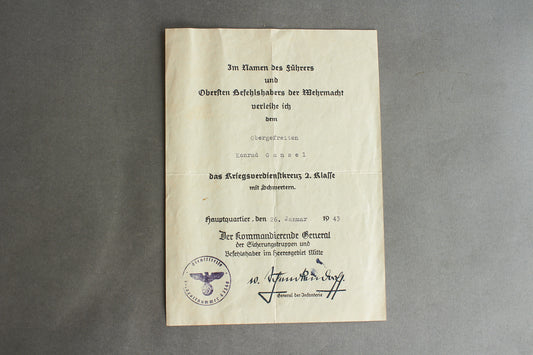 Im Namen des Führers
und
Obersten Befehlshabers der Wehrmacht
verleihe ich
dem
Obergefreiten
Konrad Gansel
das Kriegsverdienstkreuz 2. Klasse
mit Schwertern.
Hauptquartier, den 26. Januar 1943
Der Kommandierende General
der Sicherungstruppen und
Befehlshaber im Heeresgebiet Mitte
General der Infanterie
Dienststelle